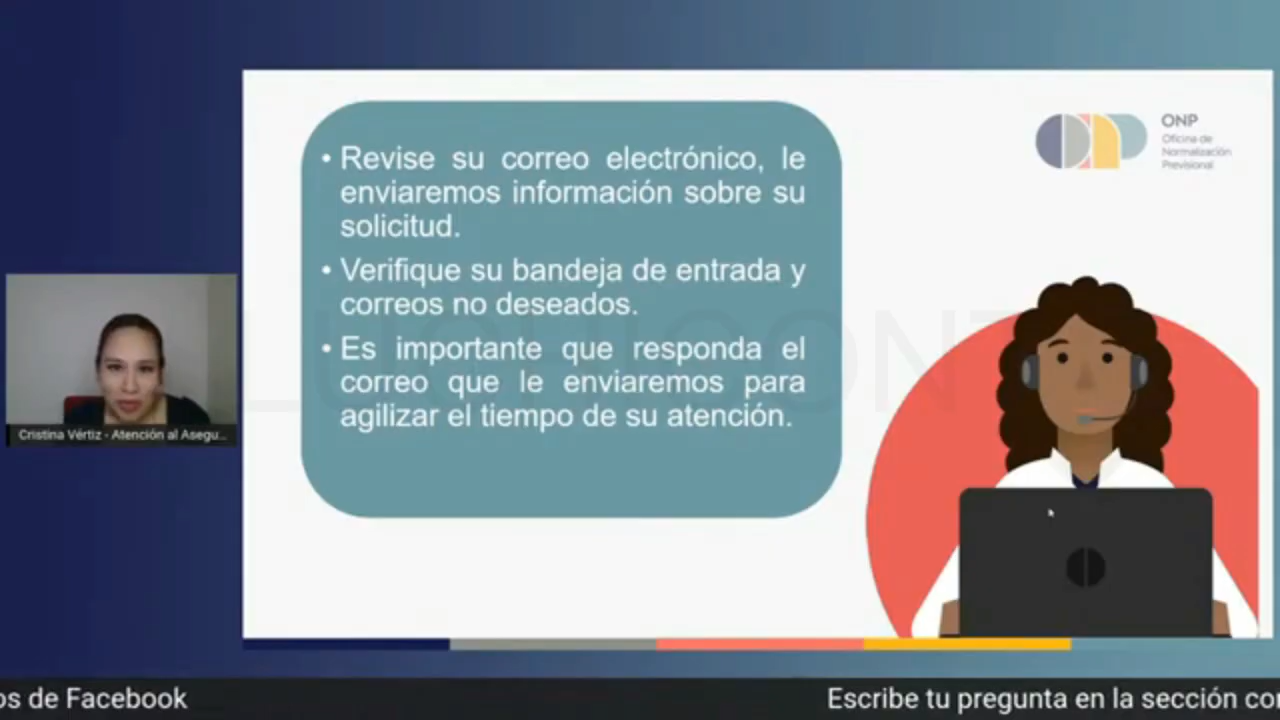 • Revise su correo electrónico, le
enviaremos información sobre su
solicitud.
• Verifique su bandeja de entrada y
correos no deseados.
• Es importante que responda el
correo que le enviaremos para
agilizar el tiempo de su atención.
ONP
Oficina de
Normalización
Previsional
Cristina Vértiz - Atención al Asegu...
os de Facebook
Escribe tu pregunta en la sección co